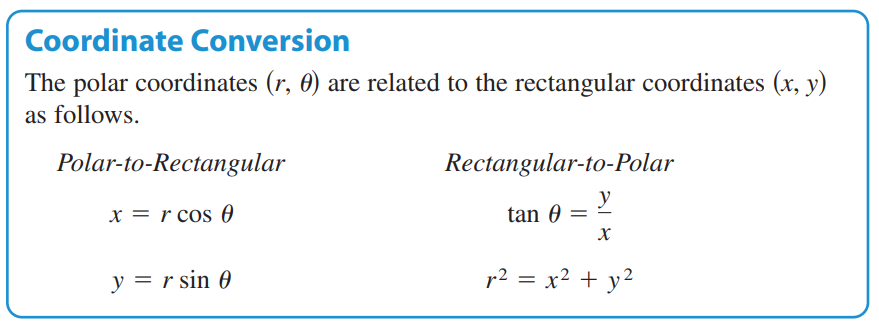 Coordinate Conversion
The polar coordinates (r, θ) are related to the rectangular coordinates (x, y)
as follows.
Polar-to-Rectangular
x = r cos θ
y = r sin θ
Rectangular-to-Polar
tan θ = y/x
r² = x² + y²